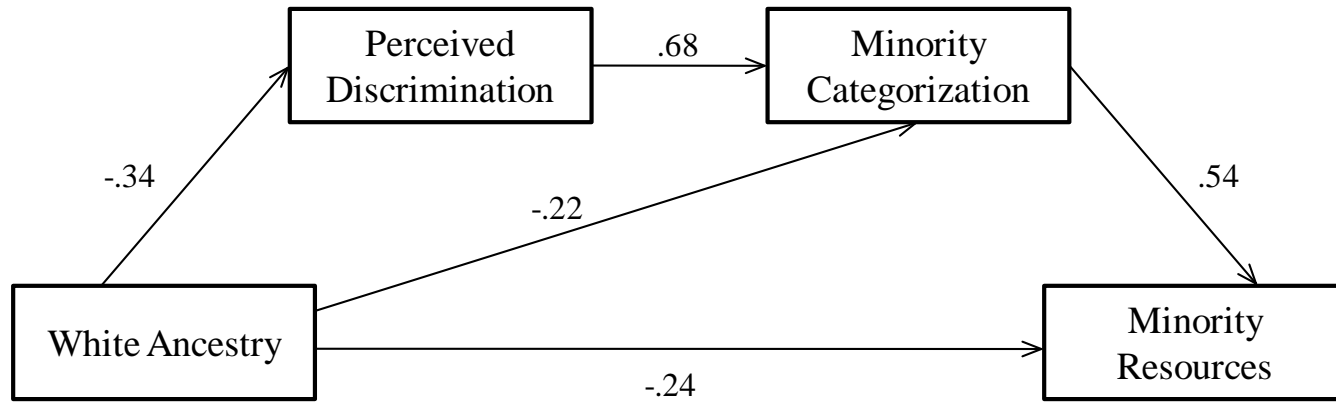 Perceived
Discrimination
.68
Minority
Categorization
-.34
-.22
.54
White Ancestry
-.24
Minority
Resources